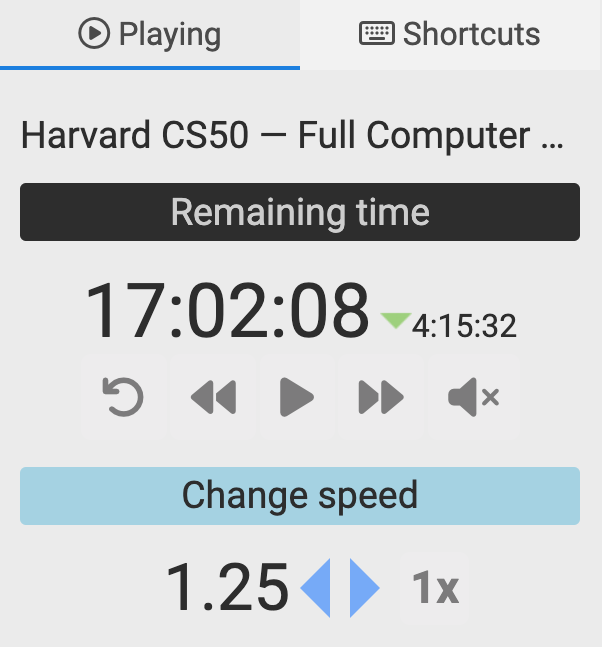 Playing Shortcuts
Harvard CS50 — Full Computer ...
Remaining time
17:02:08 4:15:32
Change speed
1.25 1x